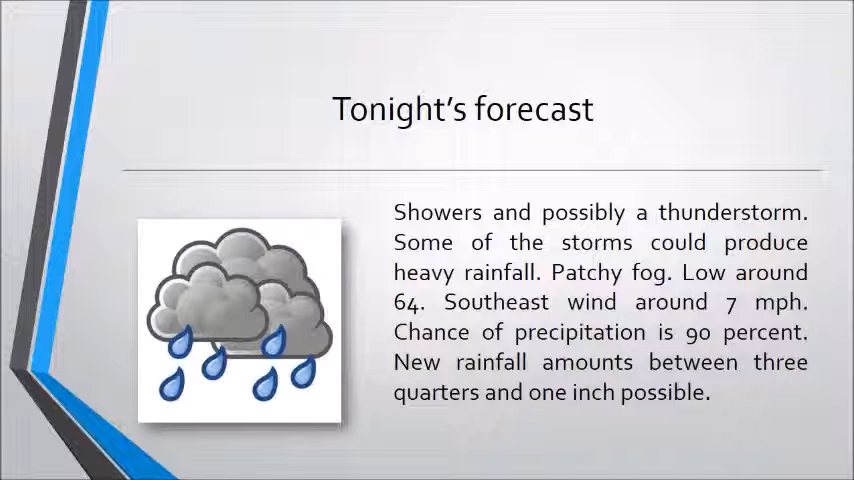 Tonight’s forecast
Showers and possibly a thunderstorm.
Some of the storms could produce
heavy rainfall. Patchy fog. Low around
64. Southeast wind around 7 mph.
Chance of precipitation is 90 percent.
New rainfall amounts between three
quarters and one inch possible.